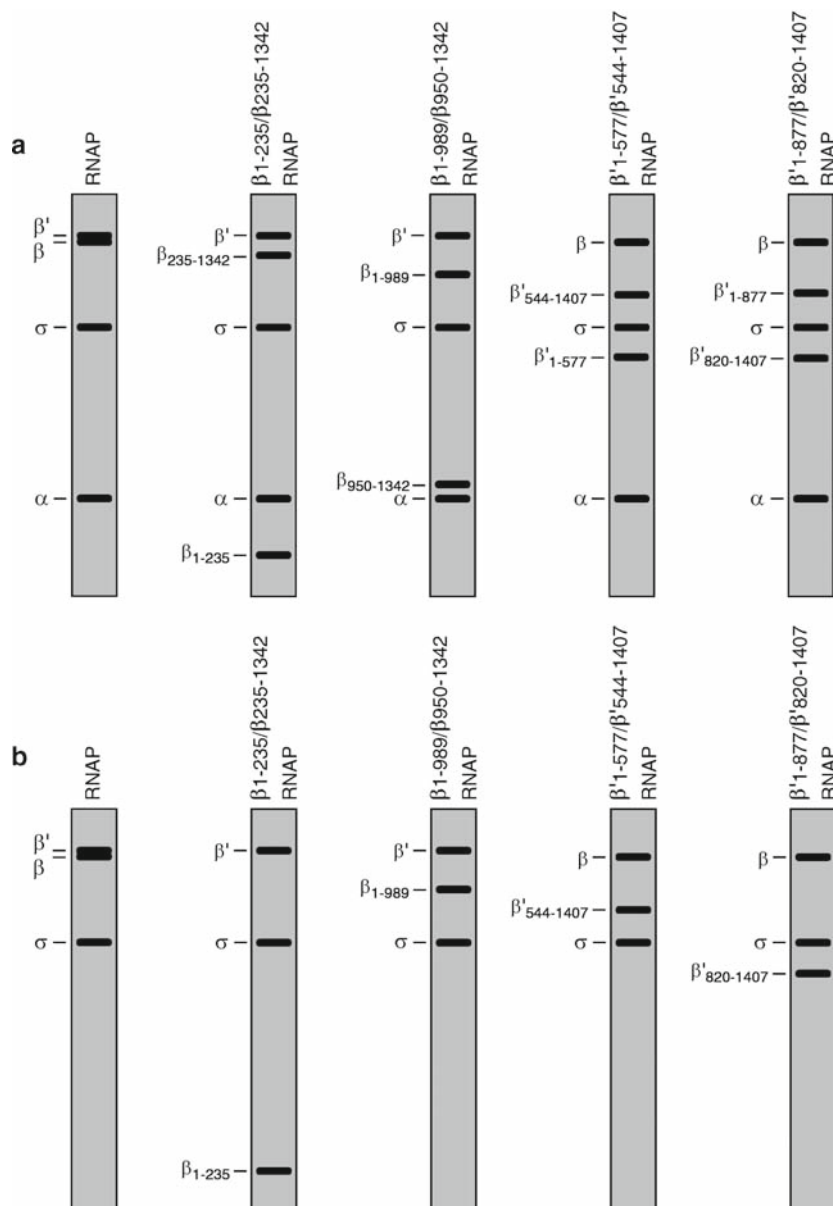 a
RNAP
β1-235/β235-1342
RNAP
β1-989/β950-1342
RNAP
β'1-577/β'544-1407
RNAP
β'1-877/β'820-1407
RNAP
β'
β
σ
α
β'
β235-1342
σ
α
β1-235
β'
β1-989
σ
β950-1342
α
β
β'544-1407
σ
β'1-577
α
β
β'1-877
σ
β'820-1407
α
b
RNAP
β1-235/β235-1342
RNAP
β1-989/β950-1342
RNAP
β'1-577/β'544-1407
RNAP
β'1-877/β'820-1407
RNAP
β'
β
σ
β'
σ
β1-235
β'
β1-989
σ
β
β'544-1407
σ
β
σ
β'820-1407